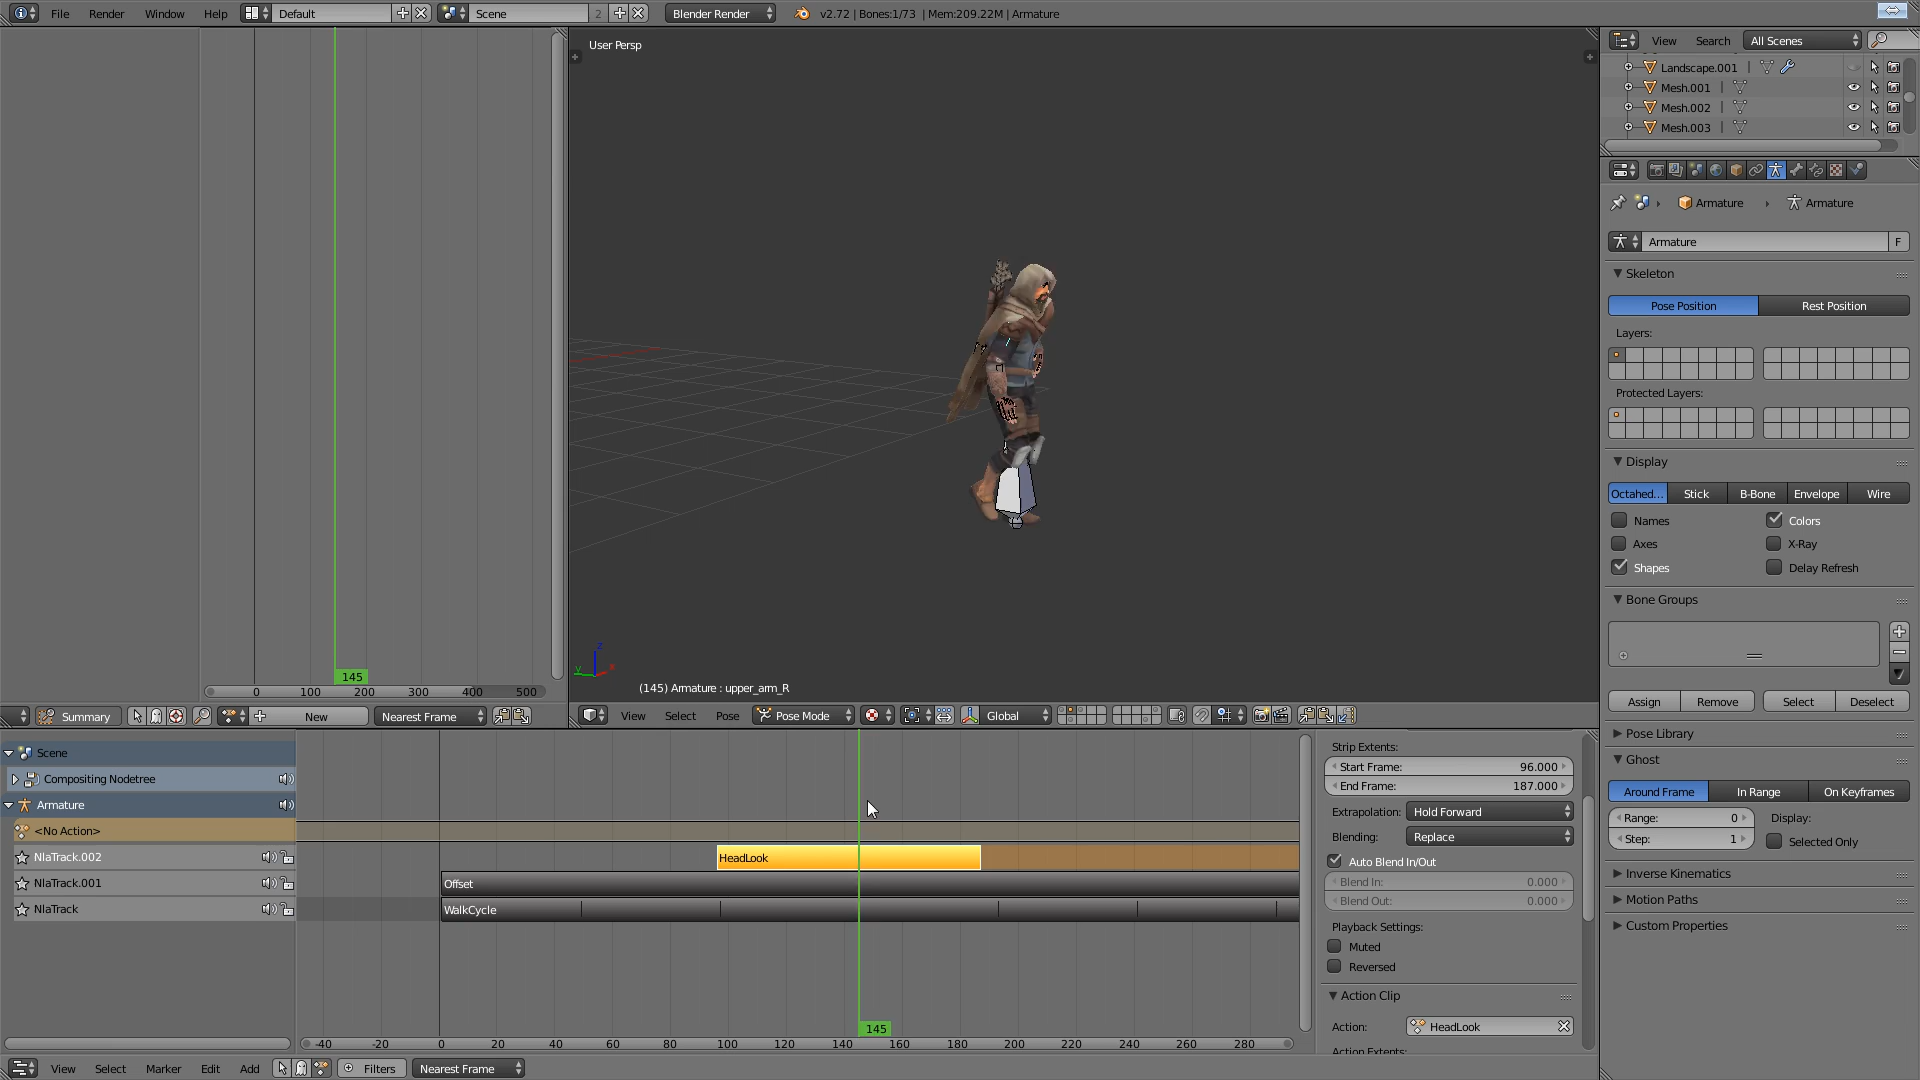 File Render Window Help Default Scene 2 Blender Render v2.72 | Bones:1/73 | Mem:209.22M | Armature
User Persp
View Search All Scenes
Landscape.001
Mesh.001
Mesh.002
Mesh.003
Armature Armature
Armature F
Skeleton
Pose Position Rest Position
Layers:
Protected Layers:
Display
Octahed... Stick B-Bone Envelope Wire
Names Colors
Axes X-Ray
Shapes Delay Refresh
Bone Groups
Assign Remove Select Deselect
Pose Library
Ghost
Around Frame In Range On Keyframes
Range: 0 Display:
Step: 1 Selected Only
Inverse Kinematics
Motion Paths
Custom Properties
145
0 100 200 300 400 500
(145) Armature : upper_arm_R
z
y
x
Summary New Nearest Frame
View Select Pose Pose Mode Global
Scene
Compositing Nodetree
Armature
<No Action>
NlaTrack.002
NlaTrack.001
NlaTrack
HeadLook
Offset
WalkCycle
145
-40 -20 0 20 40 60 80 100 120 140 160 180 200 220 240 260 280
Strip Extents:
Start Frame: 96.000
End Frame: 187.000
Extrapolation: Hold Forward
Blending: Replace
Auto Blend In/Out
Blend In: 0.000
Blend Out: 0.000
Playback Settings:
Muted
Reversed
Action Clip
Action: HeadLook
Action Extents:
View Select Marker Edit Add Filters Nearest Frame